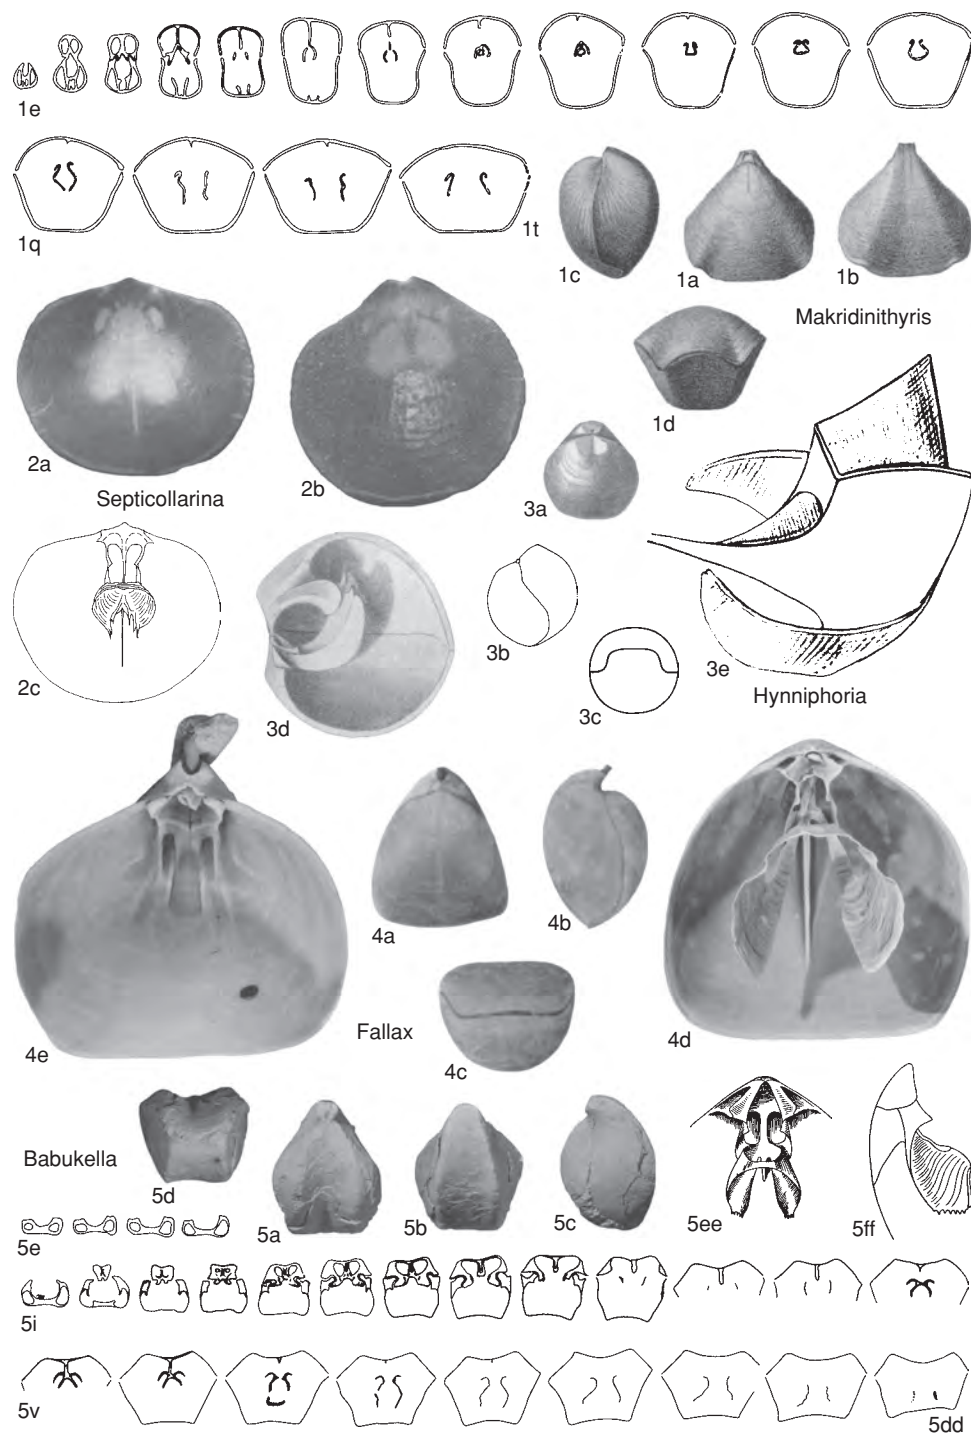 1e
1q
1t
1c
1a
1b
Makridinithyris
1d
2a
2b
Septicollarina
3a
2c
3d
3b
3c
3e
Hynniphoria
4e
4a
4b
4c
4d
Fallax
Babukella
5d
5a
5b
5c
5ee
5ff
5e
5i
5v
5dd